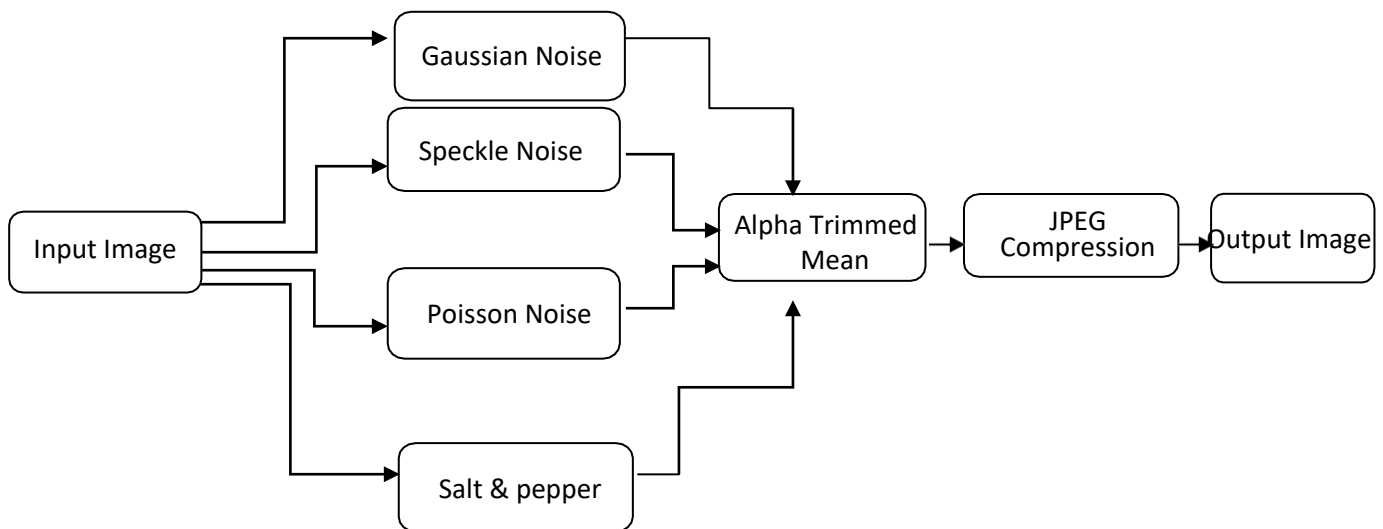 Gaussian Noise
Speckle Noise
Input Image
Poisson Noise
Salt & pepper
Alpha Trimmed
Mean
JPEG
Compression
Output Image